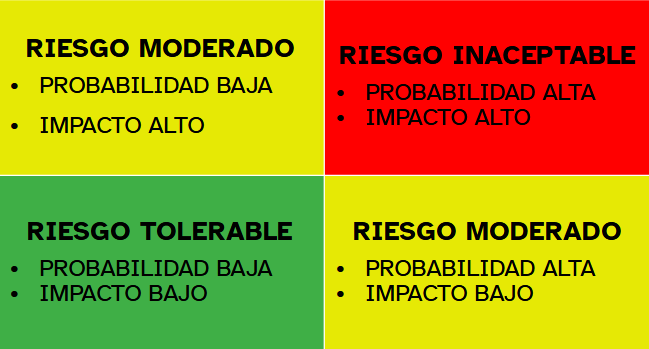 RIESGO MODERADO
• PROBABILIDAD BAJA
• IMPACTO ALTO
RIESGO INACEPTABLE
• PROBABILIDAD ALTA
• IMPACTO ALTO
RIESGO TOLERABLE
• PROBABILIDAD BAJA
• IMPACTO BAJO
RIESGO MODERADO
• PROBABILIDAD ALTA
• IMPACTO BAJO